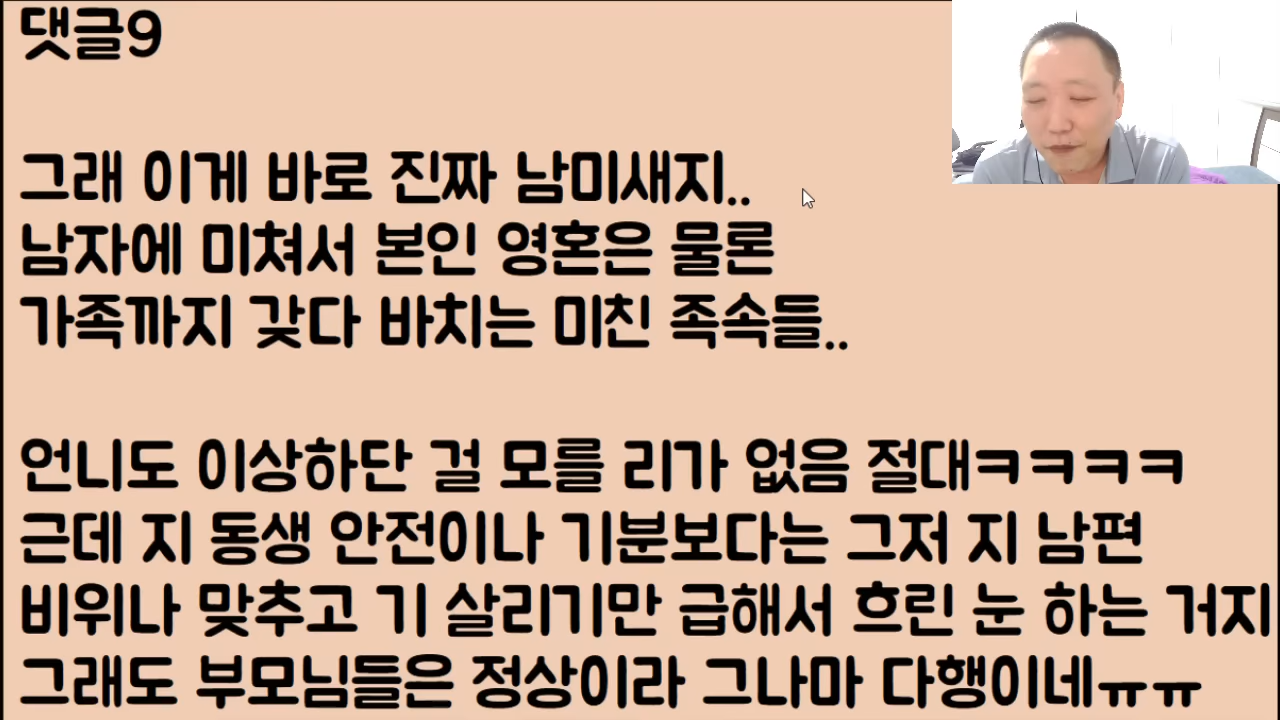 댓글9
그래 이게 바로 진짜 남미새지..
남자에 미쳐서 본인 영혼은 물론
가족까지 갖다 바치는 미친 족속들..
언니도 이상하단 걸 모를 리가 없음 절대ㅋㅋㅋㅋ
근데 지 동생 안전이나 기분보다는 그저 지 남편
비위나 맞추고 기 살리기만 급해서 흐린 눈 하는 거지
그래도 부모님들은 정상이라 그나마 다행이네ㅠㅠ